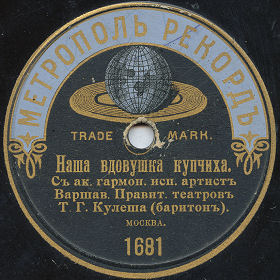 МЕТРОПОЛЬ РЕКОРДЪ
TRADE MARK.
Наша вдовушка купчиха.
Съ ак. гармон. исп. артистъ
Варшав. Правит. театровъ
Т. Г. Кулеша (баритонъ).
МОСКВА.
1681